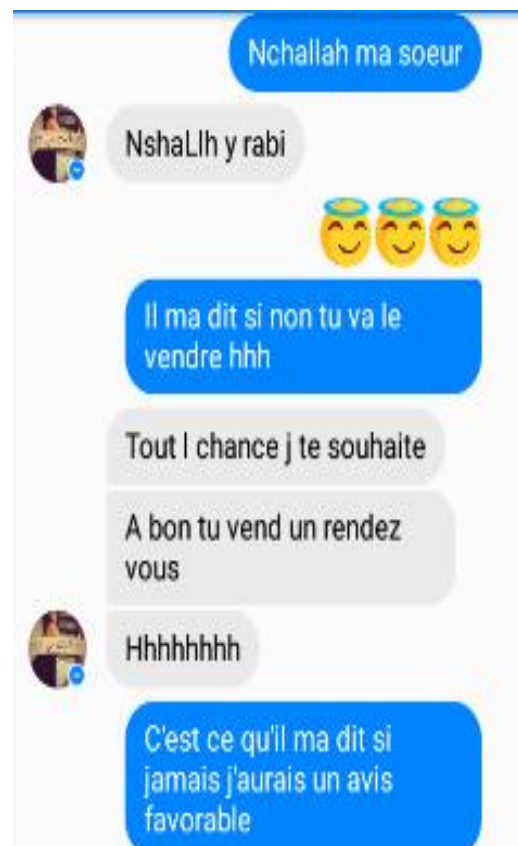 Nchallah ma soeur
NshaLlh y rabi
Il ma dit si non tu va le
vendre hhh
Tout l chance j te souhaite
A bon tu vend un rendez
vous
Hhhhhhhh
C'est ce qu'il ma dit si
jamais j'aurais un avis
favorable